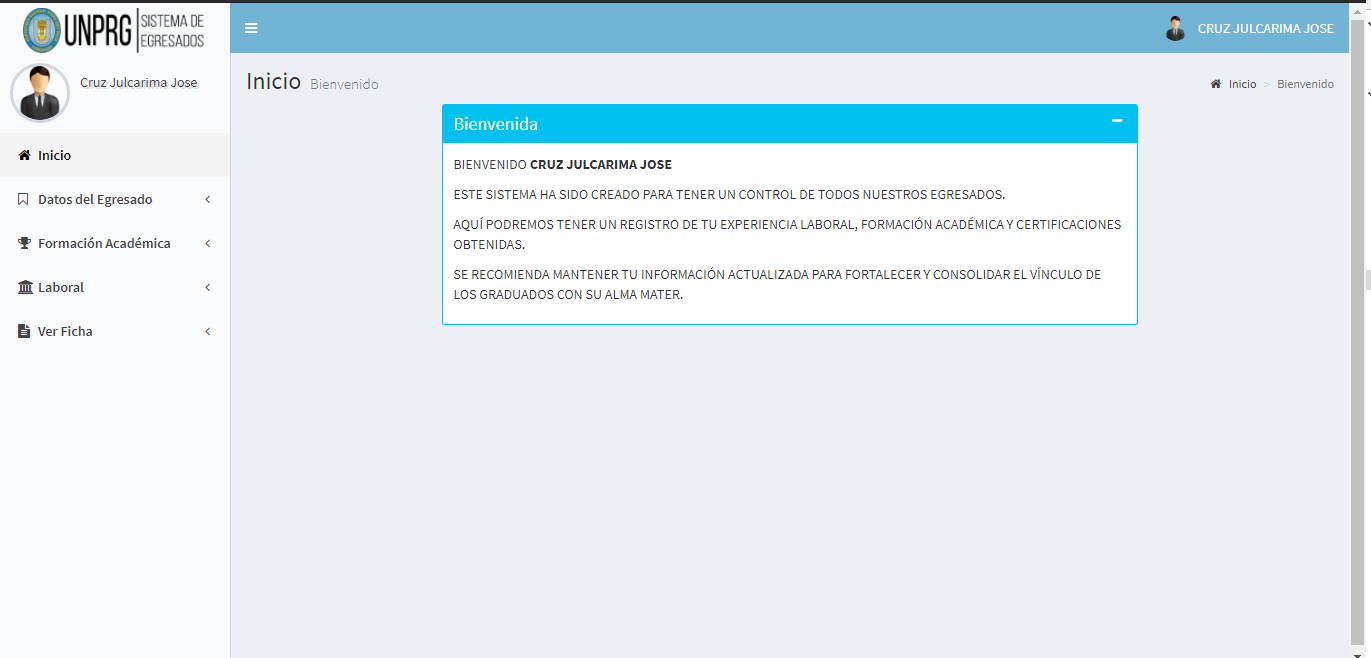 UNPRG SISTEMA DE
EGRESADOS
CRUZ JULCARIMA JOSE
Cruz Julcarima Jose
Inicio Bienvenido
Inicio > Bienvenido
Inicio
Datos del Egresado
Formación Académica
Laboral
Ver Ficha
Bienvenida
BIENVENIDO CRUZ JULCARIMA JOSE
ESTE SISTEMA HA SIDO CREADO PARA TENER UN CONTROL DE TODOS NUESTROS EGRESADOS.
AQUÍ PODREMOS TENER UN REGISTRO DE TU EXPERIENCIA LABORAL, FORMACIÓN ACADÉMICA Y CERTIFICACIONES
OBTENIDAS.
SE RECOMIENDA MANTENER TU INFORMACIÓN ACTUALIZADA PARA FORTALECER Y CONSOLIDAR EL VÍNCULO DE
LOS GRADUADOS CON SU ALMA MATER.